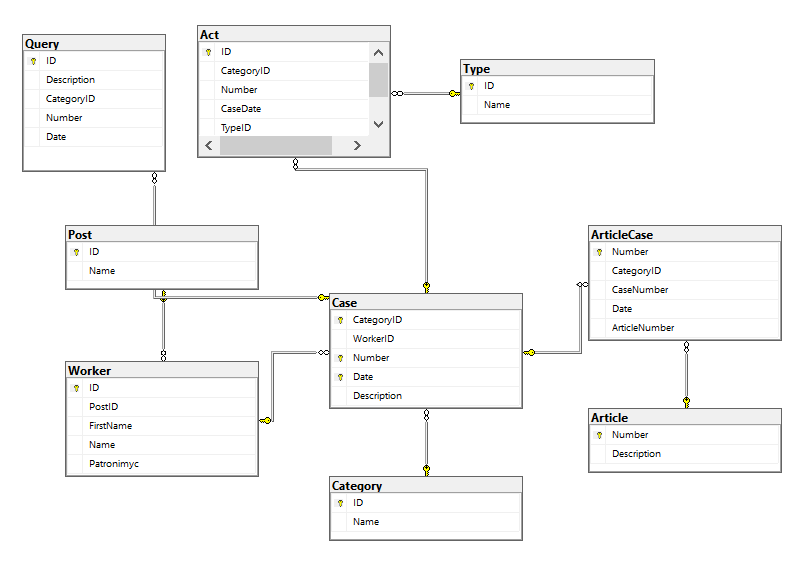 Query
ID
Description
CategoryID
Number
Date
Act
ID
CategoryID
Number
CaseDate
TypeID
Type
ID
Name
Post
ID
Name
ArticleCase
Number
CategoryID
CaseNumber
Date
ArticleNumber
Case
CategoryID
WorkerID
Number
Date
Description
Worker
ID
PostID
FirstName
Name
Patronimyc
Article
Number
Description
Category
ID
Name